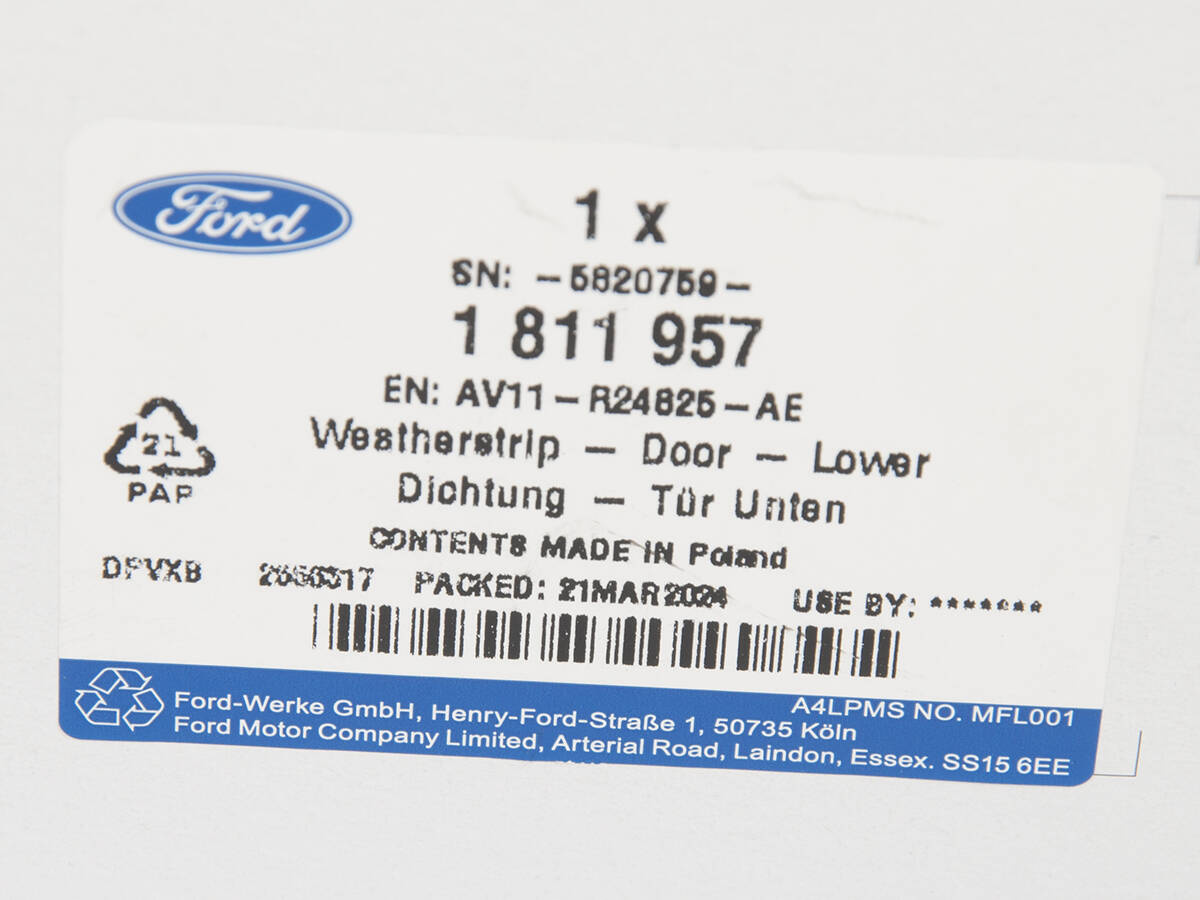 Ford
1 x
SN: -5820759-
1 811 957
EN: AV11-R24825-AE
Weatherstrip - Door - Lower
Dichtung - Tür Unten
21
PAP
CONTENTS MADE IN Poland
PACKED: 21MAR2024 USE BY: *******
A4LPMS NO. MFL001
Ford-Werke GmbH, Henry-Ford-Straße 1, 50735 Köln
Ford Motor Company Limited, Arterial Road, Laindon, Essex. SS15 6EE